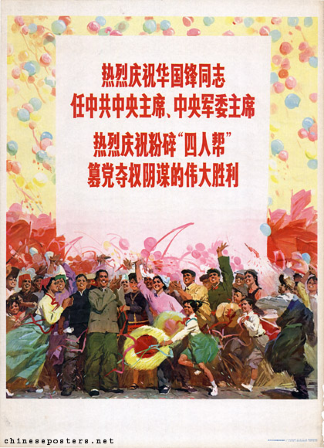 热烈庆祝华国锋同志
任中共中央主席、中央军委主席
热烈庆祝粉碎“四人帮”
篡党夺权阴谋的伟大胜利
chineseposters.net